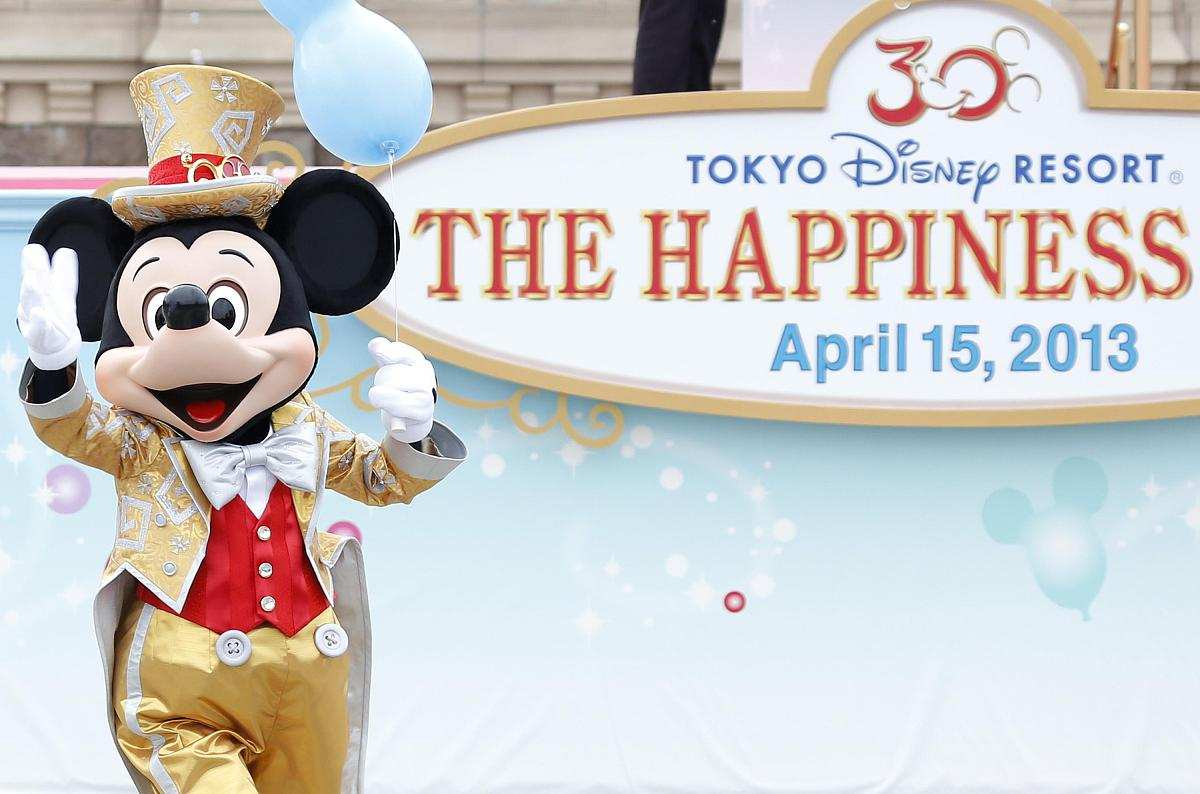 30
TOKYO Disney RESORT®
THE HAPPINESS
April 15, 2013